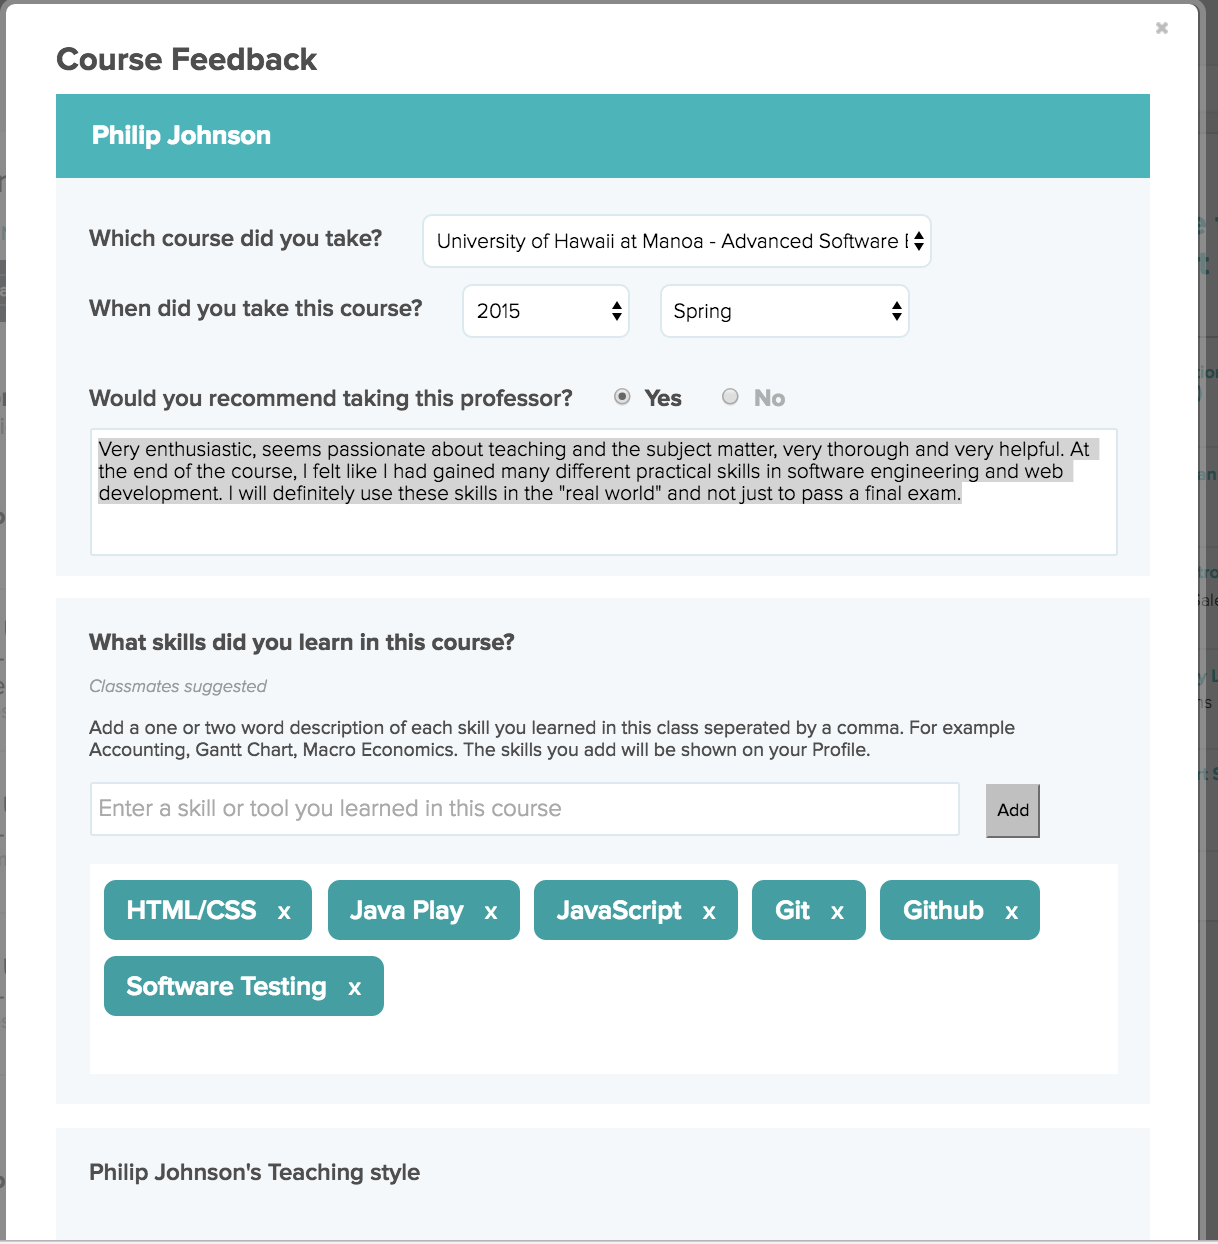 Course Feedback
Philip Johnson
Which course did you take?
University of Hawaii at Manoa - Advanced Software
When did you take this course?
2015
Spring
Would you recommend taking this professor?
Yes
No
Very enthusiastic, seems passionate about teaching and the subject matter, very thorough and very helpful. At
the end of the course, I felt like I had gained many different practical skills in software engineering and web
development. I will definitely use these skills in the "real world" and not just to pass a final exam.
What skills did you learn in this course?
Classmates suggested
Add a one or two word description of each skill you learned in this class seperated by a comma. For example
Accounting, Gantt Chart, Macro Economics. The skills you add will be shown on your Profile.
Enter a skill or tool you learned in this course
Add
HTML/CSS x
Java Play x
JavaScript x
Git x
Github x
Software Testing x
Philip Johnson's Teaching style